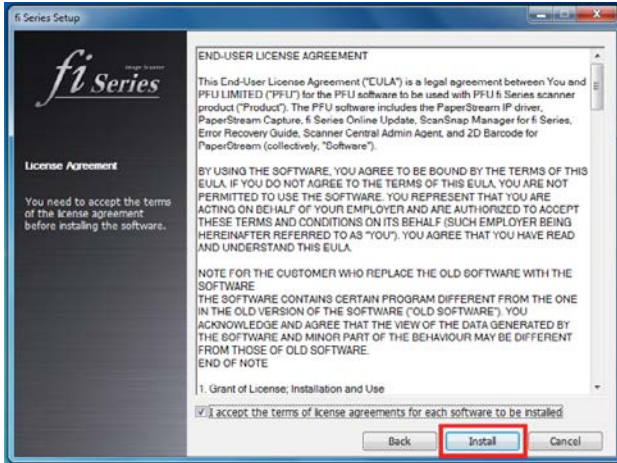 fi Series Setup
Image Scanner
fi Series
License Agreement
You need to accept the terms
of the license agreement
before installing the software.
END-USER LICENSE AGREEMENT
This End-User License Agreement ("EULA") is a legal agreement between You and
PFU LIMITED ("PFU") for the PFU software to be used with PFU fi Series scanner
product ("Product"). The PFU software includes the PaperStream IP driver,
PaperStream Capture, fi Series Online Update, ScanSnap Manager for fi Series,
Error Recovery Guide, Scanner Central Admin Agent, and 2D Barcode for
PaperStream (collectively, "Software").
BY USING THE SOFTWARE, YOU AGREE TO BE BOUND BY THE TERMS OF THIS
EULA. IF YOU DO NOT AGREE TO THE TERMS OF THIS EULA, YOU ARE NOT
PERMITTED TO USE THE SOFTWARE. YOU REPRESENT THAT YOU ARE
ACTING ON BEHALF OF YOUR EMPLOYER AND ARE AUTHORIZED TO ACCEPT
THESE TERMS AND CONDITIONS ON ITS BEHALF (SUCH EMPLOYER BEING
HEREINAFTER REFERRED TO AS "YOU"). YOU AGREE THAT YOU HAVE READ
AND UNDERSTAND THIS EULA.
NOTE FOR THE CUSTOMER WHO REPLACE THE OLD SOFTWARE WITH THE
SOFTWARE
THE SOFTWARE CONTAINS CERTAIN PROGRAM DIFFERENT FROM THE ONE
IN THE OLD VERSION OF THE SOFTWARE ("OLD SOFTWARE"). YOU
ACKNOWLEDGE AND AGREE THAT THE VIEW OF THE DATA GENERATED BY
THE SOFTWARE AND MINOR PART OF THE BEHAVIOUR MAY BE DIFFERENT
FROM THOSE OF OLD SOFTWARE.
END OF NOTE
1. Grant of License; Installation and Use
I accept the terms of license agreements for each software to be installed
Back Install Cancel